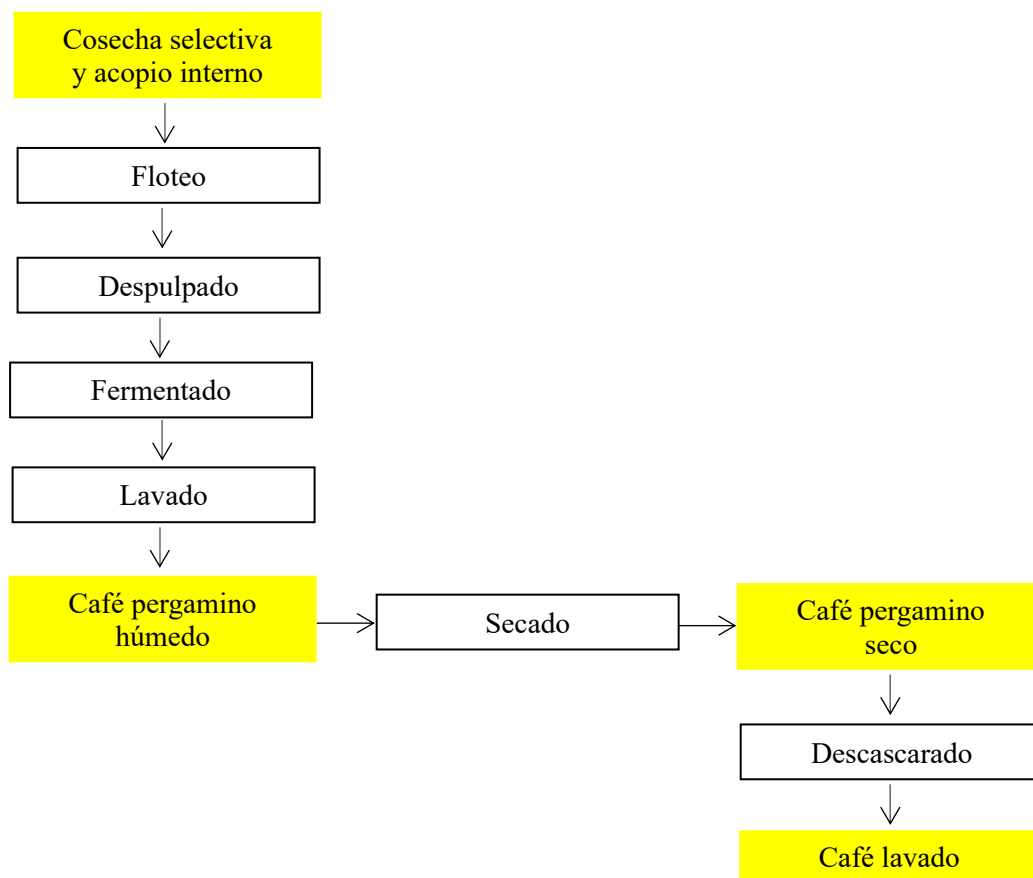 Cosecha selectiva
y acopio interno
Floteo
Despulpado
Fermentado
Lavado
Café pergamino
húmedo
Secado
Café pergamino
seco
Descascarado
Café lavado